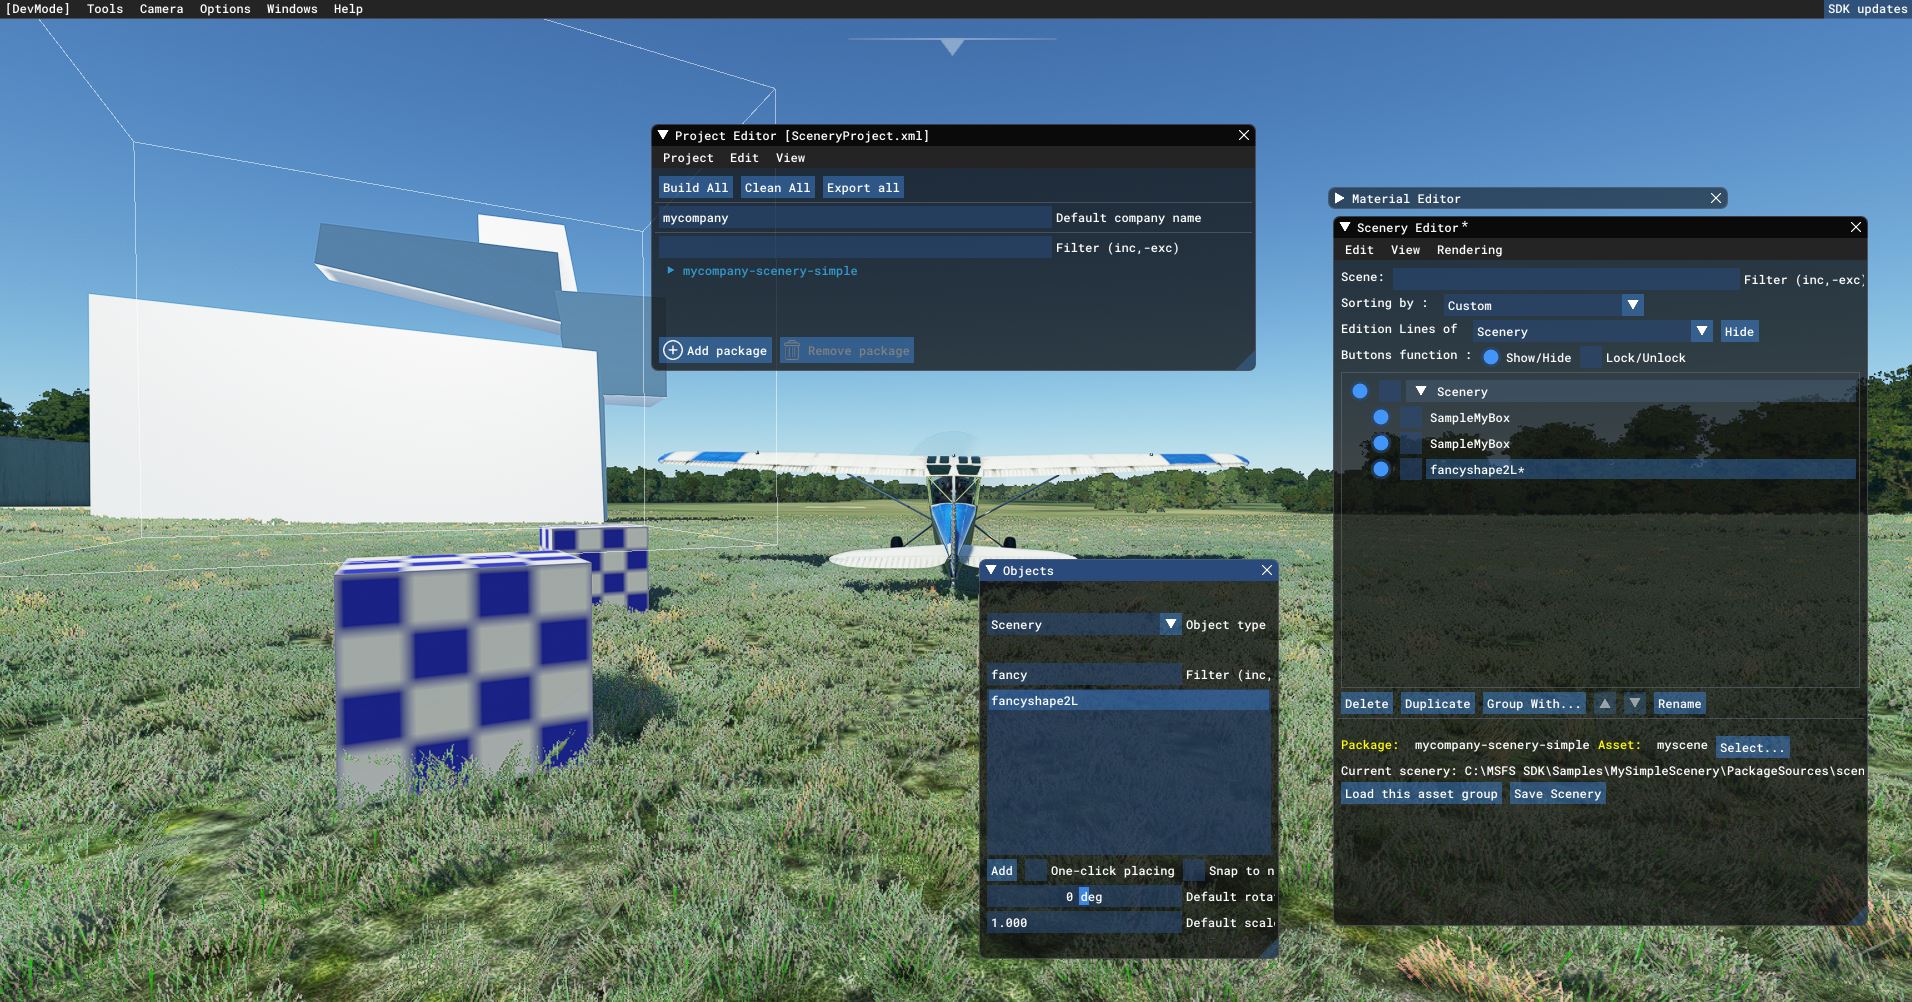 [DevMode] Tools Camera Options Windows Help SDK updates
Project Editor [SceneryProject.xml]
Project Edit View
Build All Clean All Export all
mycompany Default company name
Filter (inc,-exc)
mycompany-scenery-simple
Add package Remove package
Material Editor
Scenery Editor*
Edit View Rendering
Scene: Filter (inc,-exc)
Sorting by : Custom
Edition Lines of Scenery Hide
Buttons function : Show/Hide Lock/Unlock
Scenery
SampleMyBox
SampleMyBox
fancyshape2L*
Delete Duplicate Group With... Rename
Package: mycompany-scenery-simple Asset: myscene Select...
Current scenery: C:\MSFS SDK\Samples\MySimpleScenery\PackageSources\scen
Load this asset group Save Scenery
Objects
Scenery Object type
fancy Filter (inc,
fancyshape2L
Add One-click placing Snap to n
0 deg Default rota
1.000 Default scal